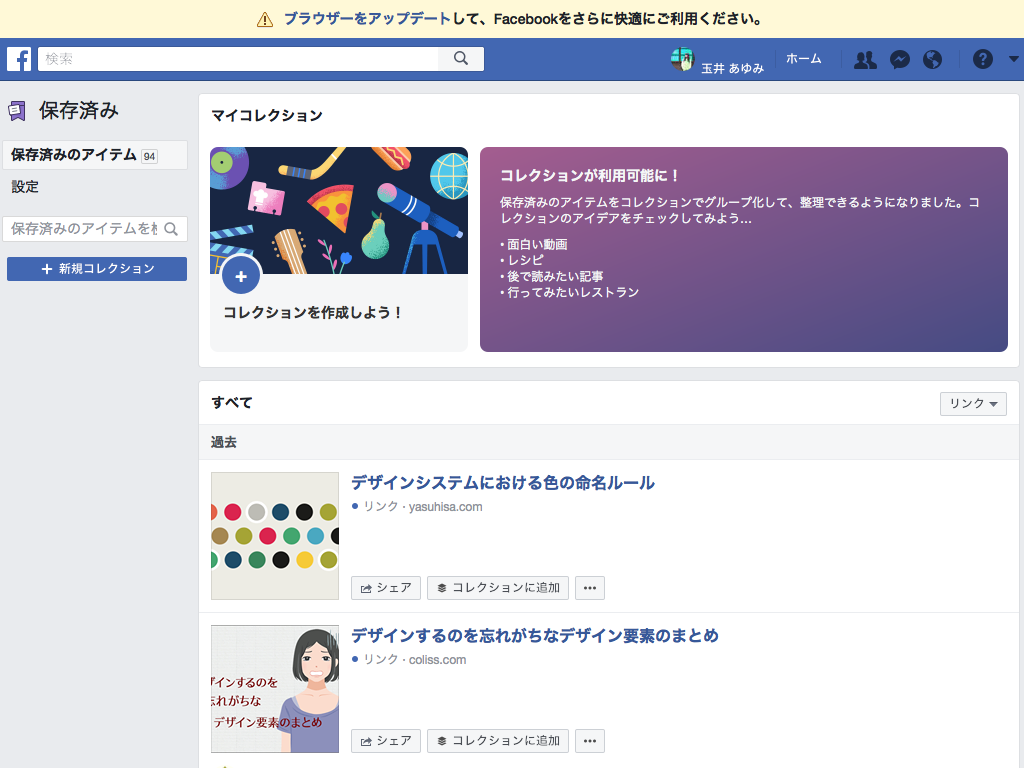 ブラウザーをアップデートして、Facebookをさらに快適にご利用ください。
検索
玉井 あゆみ
ホーム
保存済み
保存済みのアイテム 94
設定
保存済みのアイテムを
新規コレクション
マイコレクション
コレクションを作成しよう！
コレクションが利用可能に！
保存済みのアイテムをコレクションでグループ化して、整理できるようになりました。コ
レクションのアイデアをチェックしてみよう...
• 面白い動画
• レシピ
• 後で読みたい記事
• 行ってみたいレストラン
すべて
リンク
過去
デザインシステムにおける色の命名ルール
リンク · yasuhisa.com
シェア
コレクションに追加
デザインするのを忘れがちなデザイン要素のまとめ
リンク · coliss.com
デザインするのを
忘れがちな
デザイン要素のまとめ
シェア
コレクションに追加